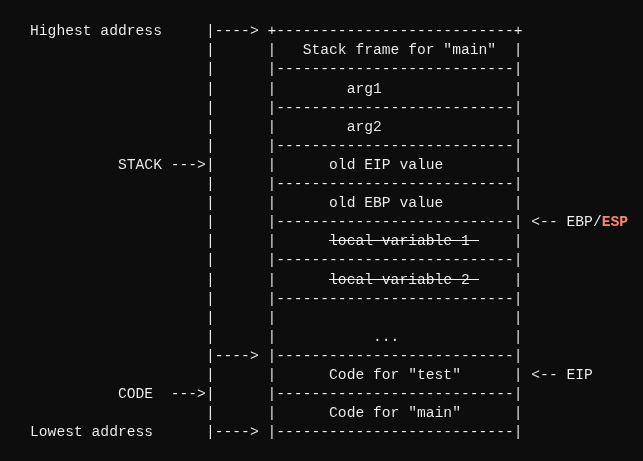 Highest address      |----> +---------------------------+
                    |      |   Stack frame for "main"  |
                    |      |---------------------------|
                    |      |        arg1               |
                    |      |---------------------------|
                    |      |        arg2               |
                    |      |---------------------------|
          STACK --->|      |      old EIP value        |
                    |      |---------------------------|
                    |      |      old EBP value        |
                    |      |---------------------------| <-- EBP/ESP
                    |      |      local variable 1     |
                    |      |---------------------------|
                    |      |      local variable 2     |
                    |      |---------------------------|
                    |      |                           |
                    |      |           ...             |
                    |----> |---------------------------|
                    |      |      Code for "test"      | <-- EIP
          CODE  --->|      |---------------------------|
                    |      |      Code for "main"      |
Lowest address      |----> |---------------------------|